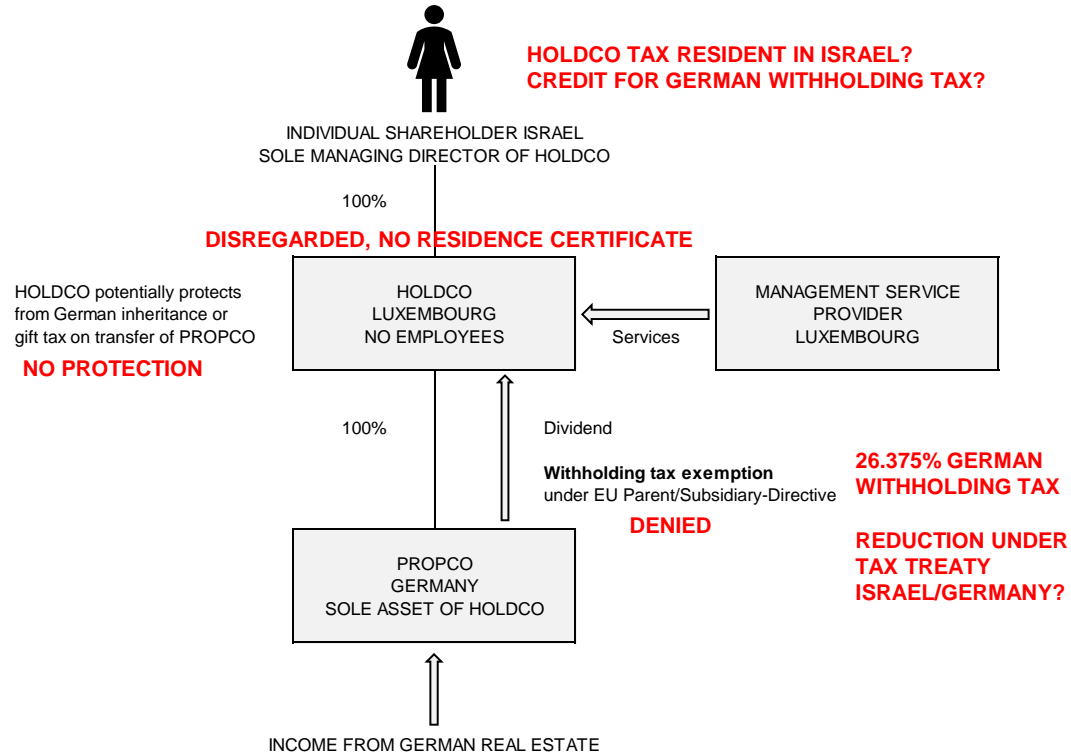 HOLDCO TAX RESIDENT IN ISRAEL?
CREDIT FOR GERMAN WITHHOLDING TAX?
INDIVIDUAL SHAREHOLDER ISRAEL
SOLE MANAGING DIRECTOR OF HOLDCO
100%
DISREGARDED, NO RESIDENCE CERTIFICATE
HOLDCO potentially protects
from German inheritance or
gift tax on transfer of PROPCO
NO PROTECTION
HOLDCO
LUXEMBOURG
NO EMPLOYEES
Services
MANAGEMENT SERVICE
PROVIDER
LUXEMBOURG
100%
Dividend
Withholding tax exemption
under EU Parent/Subsidiary-Directive
DENIED
26.375% GERMAN
WITHHOLDING TAX
REDUCTION UNDER
TAX TREATY
ISRAEL/GERMANY?
PROPCO
GERMANY
SOLE ASSET OF HOLDCO
INCOME FROM GERMAN REAL ESTATE